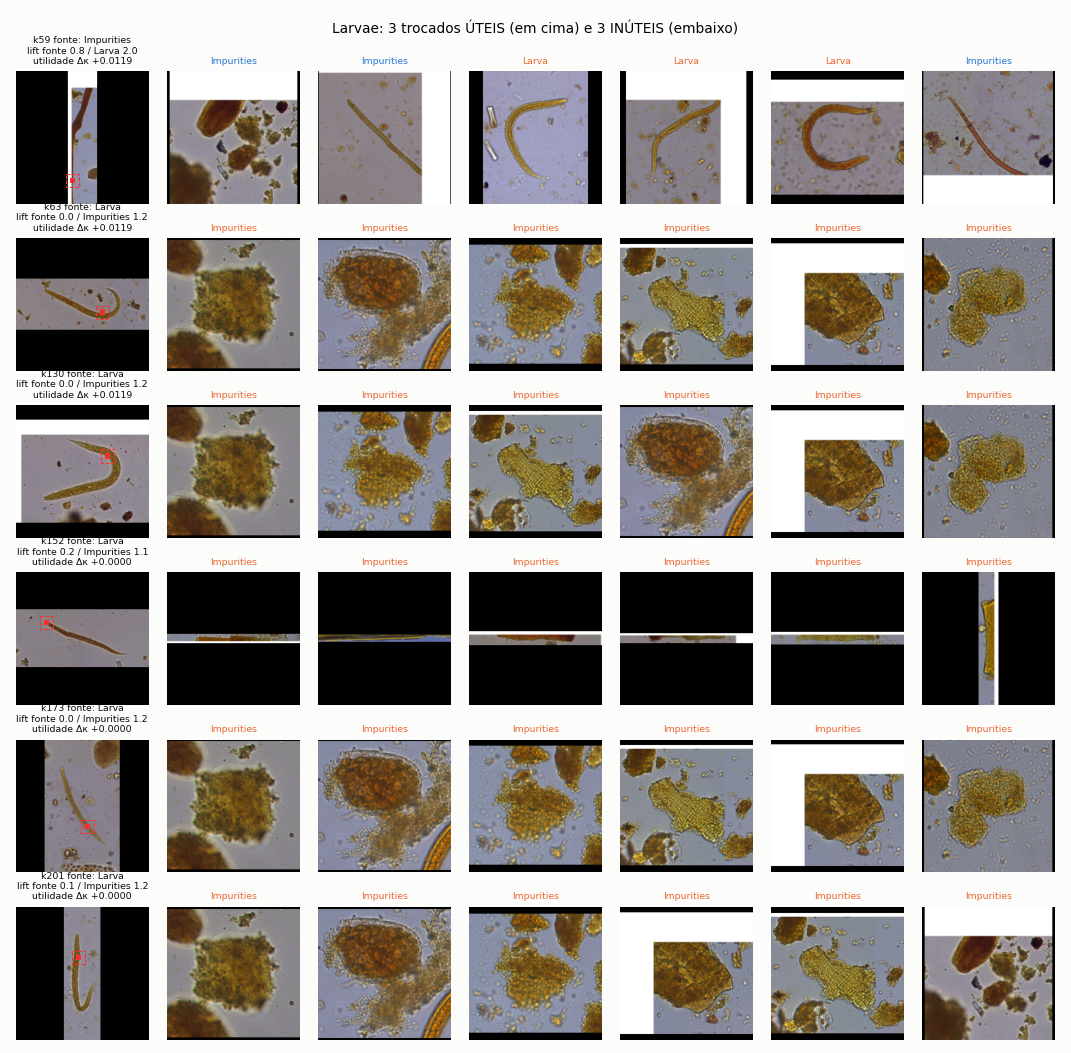 Larvae: 3 trocados ÚTEIS (em cima) e 3 INÚTEIS (embaixo)
k59 fonte: Impurities
lift fonte 0.8 / Larva 2.0
utilidade Δκ +0.0119
Impurities
Impurities
Larva
Larva
Larva
Impurities
k63 fonte: Larva
lift fonte 0.0 / Impurities 1.2
utilidade Δκ +0.0119
Impurities
Impurities
Impurities
Impurities
Impurities
Impurities
k130 fonte: Larva
lift fonte 0.0 / Impurities 1.2
utilidade Δκ +0.0119
Impurities
Impurities
Impurities
Impurities
Impurities
Impurities
k152 fonte: Larva
lift fonte 0.2 / Impurities 1.1
utilidade Δκ +0.0000
Impurities
Impurities
Impurities
Impurities
Impurities
Impurities
k173 fonte: Larva
lift fonte 0.0 / Impurities 1.2
utilidade Δκ +0.0000
Impurities
Impurities
Impurities
Impurities
Impurities
Impurities
k201 fonte: Larva
lift fonte 0.1 / Impurities 1.2
utilidade Δκ +0.0000
Impurities
Impurities
Impurities
Impurities
Impurities
Impurities